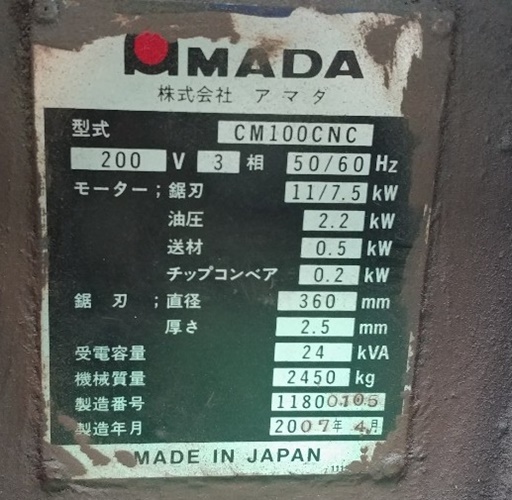 AMADA
株式会社 アマダ
型式 CM100CNC
200 V 3 相 50/60 Hz
モーター；鋸刃 11/7.5 kW
油圧 2.2 kW
送材 0.5 kW
チップコンベア 0.2 kW
鋸 刃 ；直径 360 mm
厚さ 2.5 mm
受電容量 24 kVA
機械質量 2450 kg
製造番号 11800105
製造年月 2007年 4月
MADE IN JAPAN